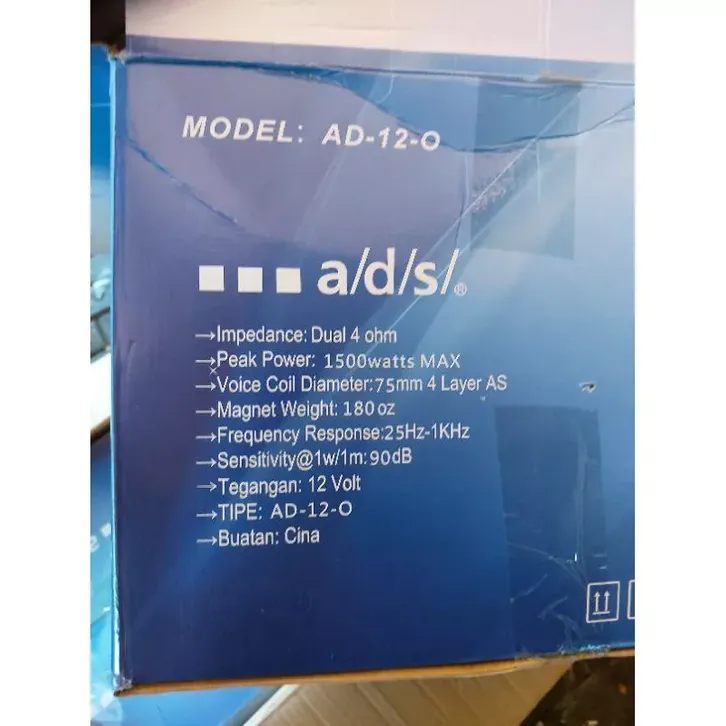 MODEL: AD-12-O
a/d/s/®
→Impedance: Dual 4 ohm
→Peak Power: 1500watts MAX
→Voice Coil Diameter:75mm 4 Layer AS
→Magnet Weight: 180 oz
→Frequency Response:25Hz-1KHz
→Sensitivity@1w/1m:90dB
→Tegangan: 12 Volt
→TIPE: AD-12-O
→Buatan: Cina